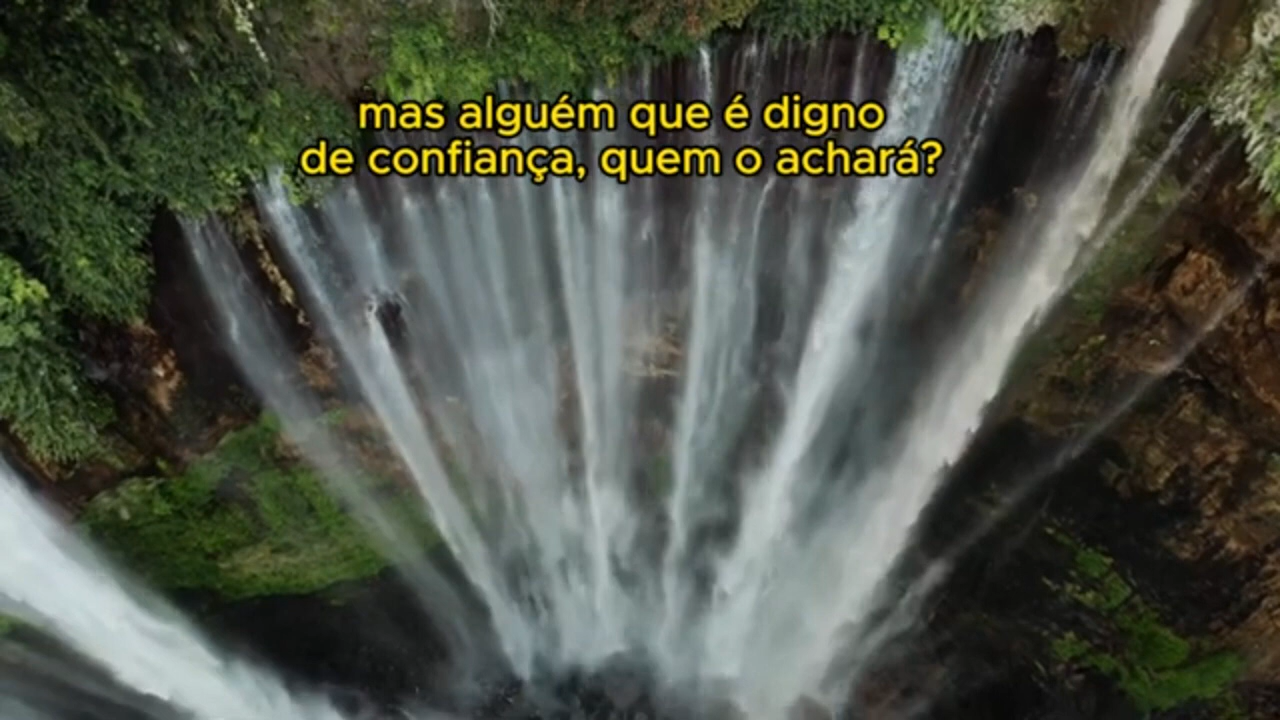 mas alguém que é digno
de confiança, quem o achará?